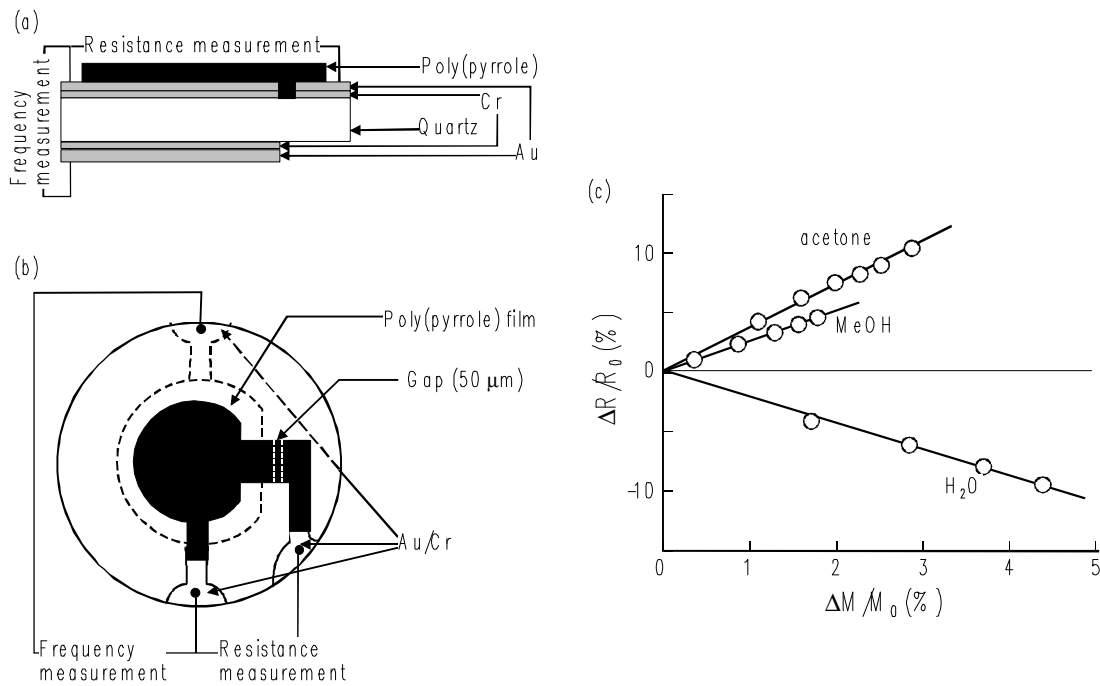 (a)
Resistance measurement
Poly(pyrrole)
Cr
Quartz
Au
Frequency
measurement
(b)
Poly(pyrrole) film
Gap (50 μm)
Au/Cr
Frequency
measurement
Resistance
measurement
(c)
acetone
MeOH
H₂O
10
0
-10
ΔR/R₀(%)
0 1 2 3 4 5
ΔM/M₀(%)